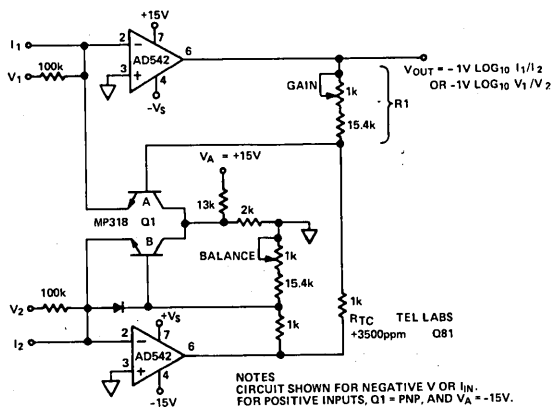 +15V
I1
V1
100k
2
3
7
6
4
AD542
-VS
VOUT = -1V LOG10 I1/I2
OR -1V LOG10 V1/V2
GAIN
1k
15.4k
R1
VA = +15V
A
MP318 Q1
B
13k
2k
BALANCE
1k
15.4k
1k
1k
RTC
+3500ppm
TEL LABS
Q81
V2
100k
I2
+VS
2
3
7
6
4
AD542
-15V
NOTES
CIRCUIT SHOWN FOR NEGATIVE V OR IIN.
FOR POSITIVE INPUTS, Q1 = PNP, AND VA = -15V.